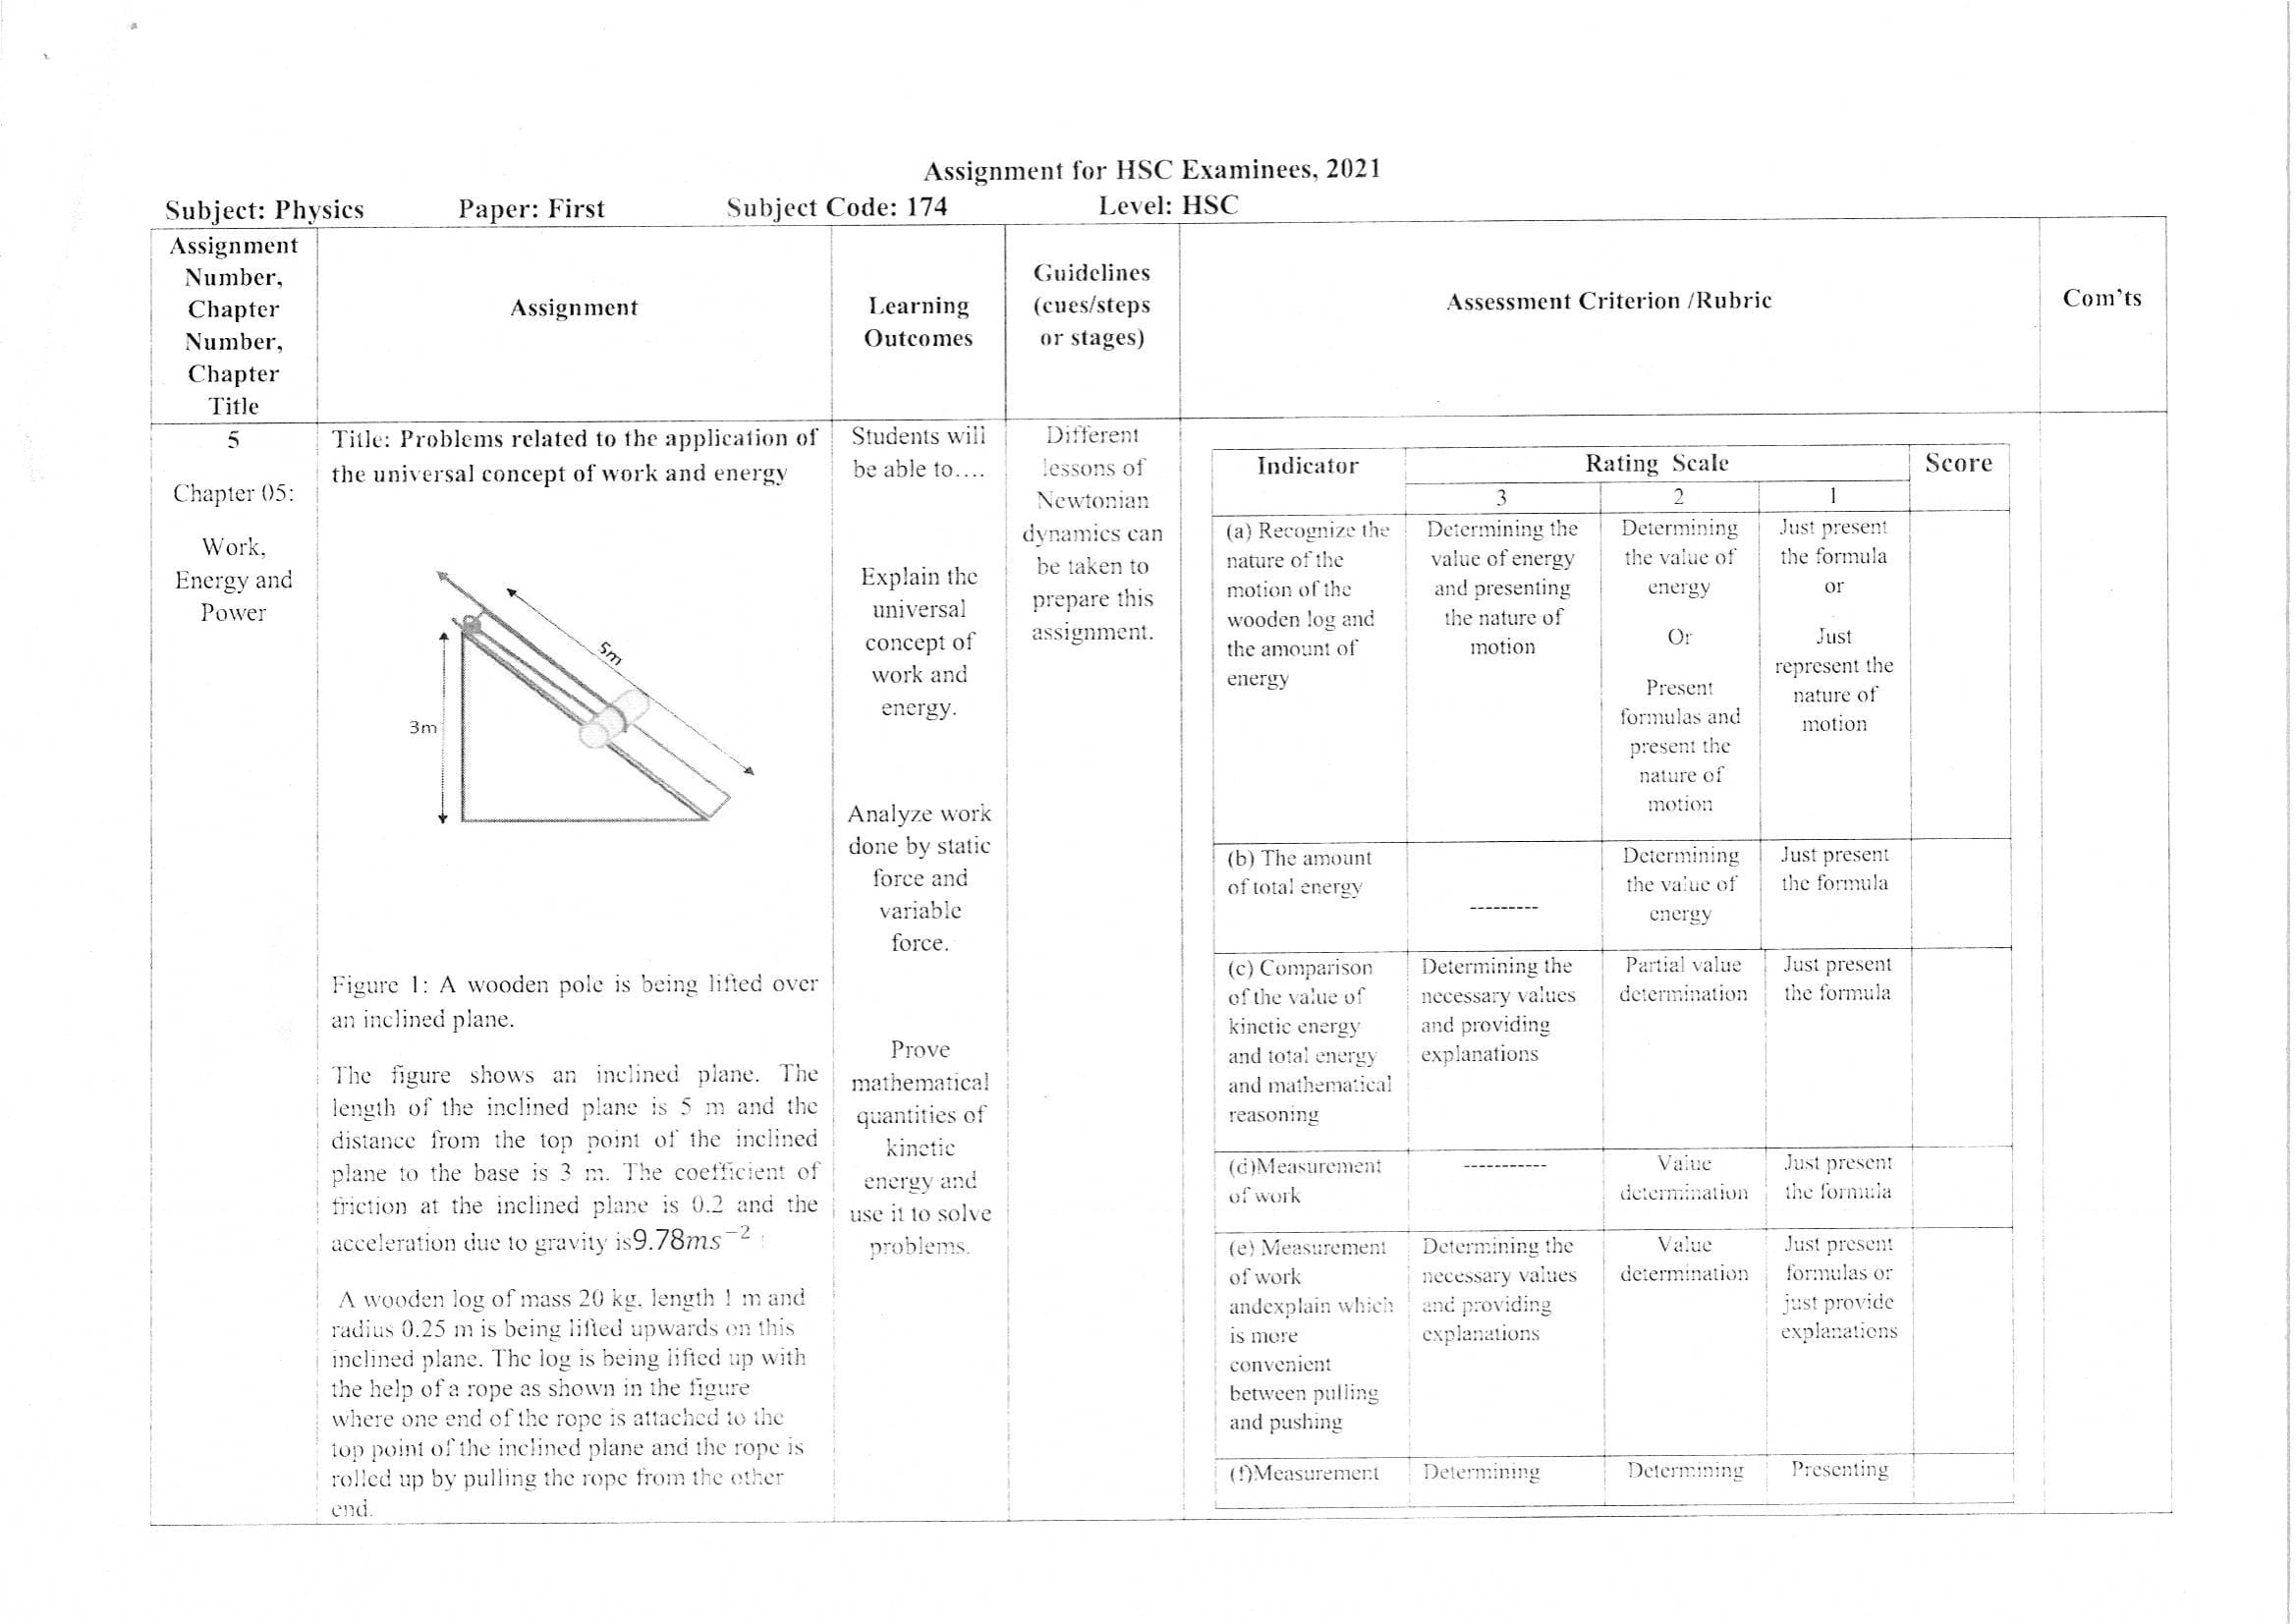 Assignment for HSC Examinees, 2021
Subject: Physics Paper: First Subject Code: 174 Level: HSC
Assignment
Number,
Chapter
Number,
Chapter
Title
Assignment
Learning
Outcomes
Guidelines
(cues/steps
or stages)
Assessment Criterion /Rubric
Com'ts
5
Chapter 05:
Work,
Energy and
Power
Title: Problems related to the application of
the universal concept of work and energy
5m
3m
Figure 1: A wooden pole is being lifted over
an inclined plane.
The figure shows an inclined plane. The
length of the inclined plane is 5 m and the
distance from the top point of the inclined
plane to the base is 3 m. The coefficient of
friction at the inclined plane is 0.2 and the
acceleration due to gravity is9.78ms⁻²
A wooden log of mass 20 kg, length 1 m and
radius 0.25 m is being lifted upwards on this
inclined plane. The log is being lifted up with
the help of a rope as shown in the figure
where one end of the rope is attached to the
top point of the inclined plane and the rope is
rolled up by pulling the rope from the other
end.
Students will
be able to....
Explain the
universal
concept of
work and
energy.
Analyze work
done by static
force and
variable
force.
Prove
mathematical
quantities of
kinetic
energy and
use it to solve
problems.
Different
lessons of
Newtonian
dynamics can
be taken to
prepare this
assignment.
Indicator
Rating Scale
Score
3
2
1
(a) Recognize the
nature of the
motion of the
wooden log and
the amount of
energy
Determining the
value of energy
and presenting
the nature of
motion
Determining
the value of
energy
Or
Present
formulas and
present the
nature of
motion
Just present
the formula
or
Just
represent the
nature of
motion
(b) The amount
of total energy
---------
Determining
the value of
energy
Just present
the formula
(c) Comparison
of the value of
kinetic energy
and total energy
and mathematical
reasoning
Determining the
necessary values
and providing
explanations
Partial value
determination
Just present
the formula
(d)Measurement
of work
-----------
Value
determination
Just present
the formula
(e) Measurement
of work
andexplain which
is more
convenient
between pulling
and pushing
Determining the
necessary values
and providing
explanations
Value
determination
Just present
formulas or
just provide
explanations
(f)Measurement
Determining
Determining
Presenting